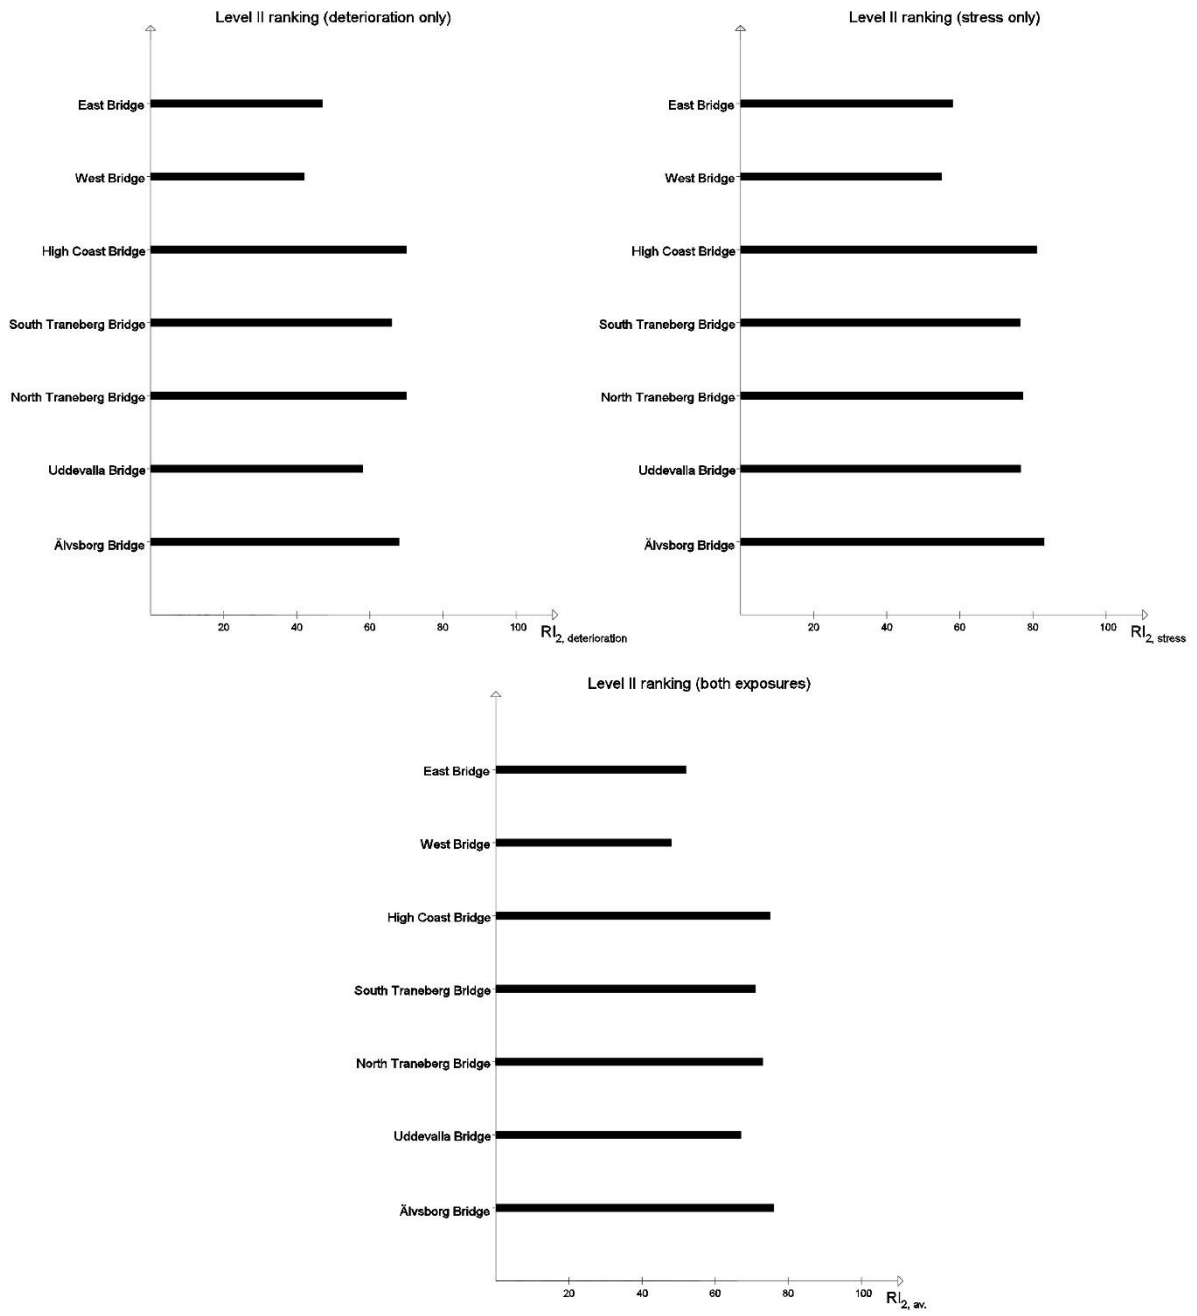 Level II ranking (deterioration only)
East Bridge
West Bridge
High Coast Bridge
South Traneberg Bridge
North Traneberg Bridge
Uddevalla Bridge
Älvsborg Bridge
20 40 60 80 100
RI2, deterioration
Level II ranking (stress only)
East Bridge
West Bridge
High Coast Bridge
South Traneberg Bridge
North Traneberg Bridge
Uddevalla Bridge
Älvsborg Bridge
20 40 60 80 100
RI2, stress
Level II ranking (both exposures)
East Bridge
West Bridge
High Coast Bridge
South Traneberg Bridge
North Traneberg Bridge
Uddevalla Bridge
Älvsborg Bridge
20 40 60 80 100
RI2, av.